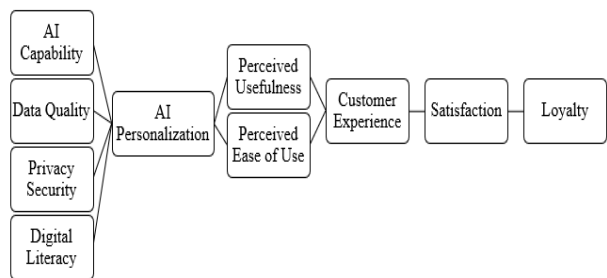 AI
Capability
Data Quality
Privacy
Security
Digital
Literacy
AI
Personalization
Perceived
Usefulness
Perceived
Ease of Use
Customer
Experience
Satisfaction
Loyalty